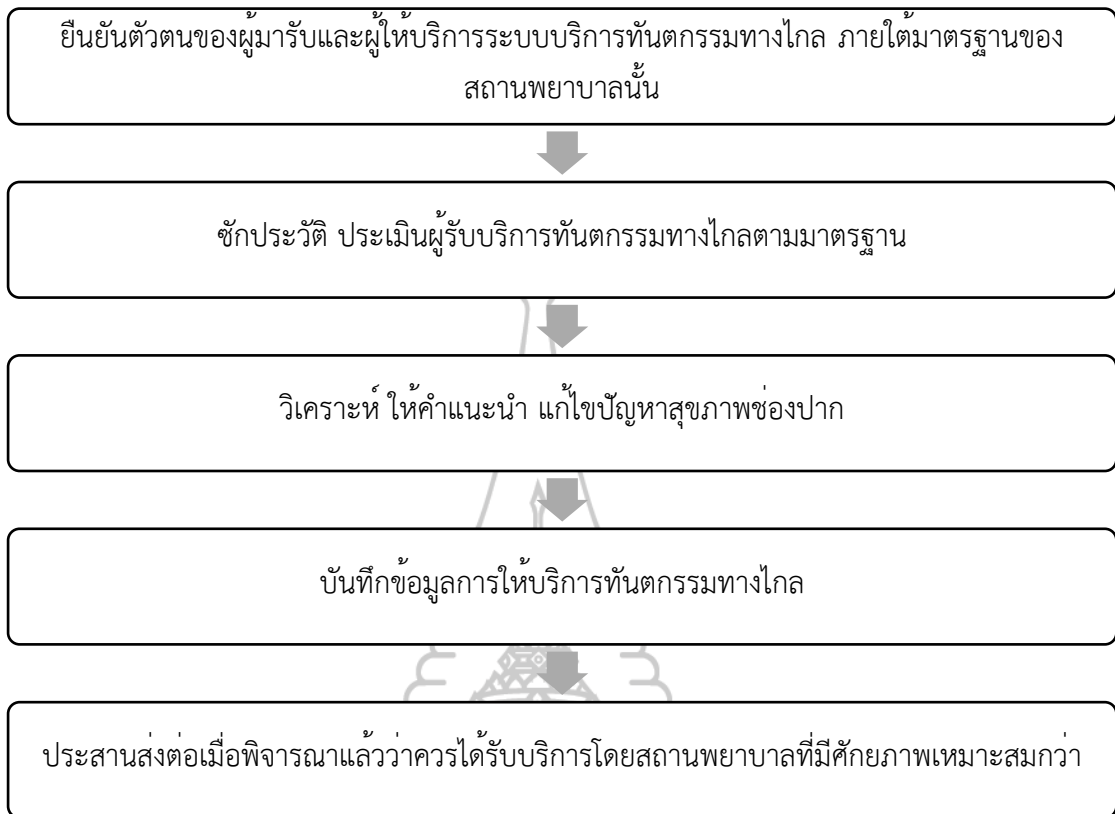 ยืนยันตัวตนของผู้มารับและผู้ให้บริการระบบบริการทันตกรรมทางไกล ภายใต้มาตรฐานของ
สถานพยาบาลนั้น
ซักประวัติ ประเมินผู้รับบริการทันตกรรมทางไกลตามมาตรฐาน
วิเคราะห์ ให้คำแนะนำ แก้ไขปัญหาสุขภาพช่องปาก
บันทึกข้อมูลการให้บริการทันตกรรมทางไกล
ประสานส่งต่อเมื่อพิจารณาแล้วว่าควรได้รับบริการโดยสถานพยาบาลที่มีศักยภาพเหมาะสมกว่า